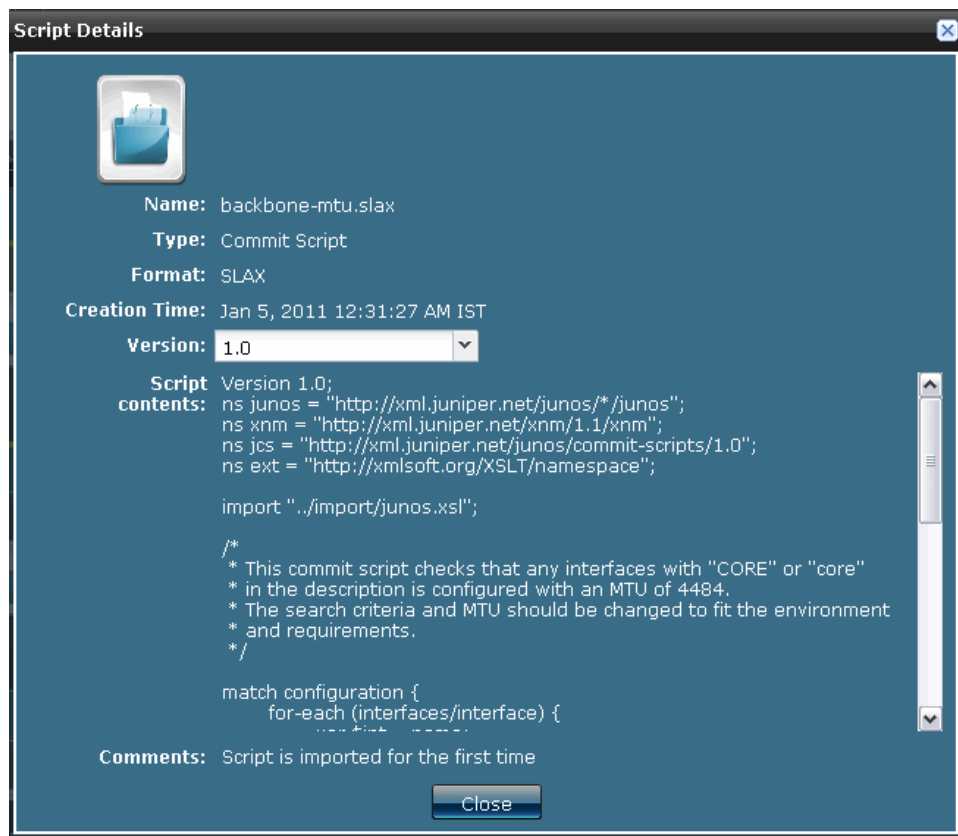 Script Details
Name: backbone-mtu.slax
Type: Commit Script
Format: SLAX
Creation Time: Jan 5, 2011 12:31:27 AM IST
Version: 1.0
Script contents: Version 1.0;
ns junos = "http://xml.juniper.net/junos/*/junos";
ns xnm = "http://xml.juniper.net/xnm/1.1/xnm";
ns jcs = "http://xml.juniper.net/junos/commit-scripts/1.0";
ns ext = "http://xmlsoft.org/XSLT/namespace";
import "../import/junos.xsl";
/*
* This commit script checks that any interfaces with "CORE" or "core"
* in the description is configured with an MTU of 4484.
* The search criteria and MTU should be changed to fit the environment
* and requirements.
*/
match configuration {
for-each (interfaces/interface) {
Comments: Script is imported for the first time
Close